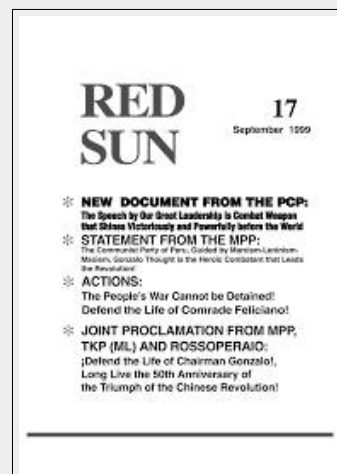 RED
SUN
17
September 1999
✻ NEW DOCUMENT FROM THE PCP:
The Speech by Our Great Leadership is Combat Weapon
that Shines Victoriously and Powerfully before the World
✻ STATEMENT FROM THE MPP:
The Communist Party of Peru, Guided by Marxism-Leninism-
Maoism, Gonzalo Thought is the Heroic Combatant that Leads
the Revolution!
✻ ACTIONS:
The People's War Cannot be Detained!
Defend the Life of Comrade Feliciano!
✻ JOINT PROCLAMATION FROM MPP,
TKP (ML) AND ROSSOPERAIO:
¡Defend the Life of Chairman Gonzalo!,
Long Live the 50th Anniversary of
the Triumph of the Chinese Revolution!